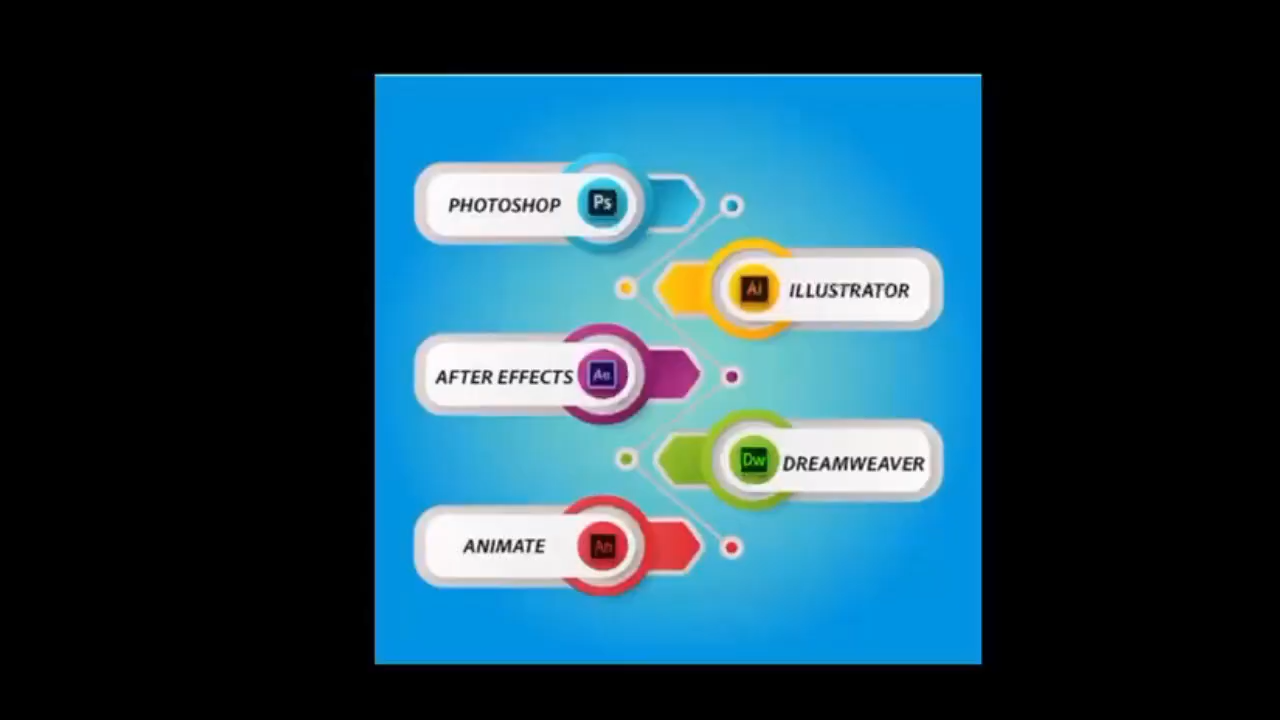 PHOTOSHOP Ps
Ai ILLUSTRATOR
AFTER EFFECTS Ae
Dw DREAMWEAVER
ANIMATE An